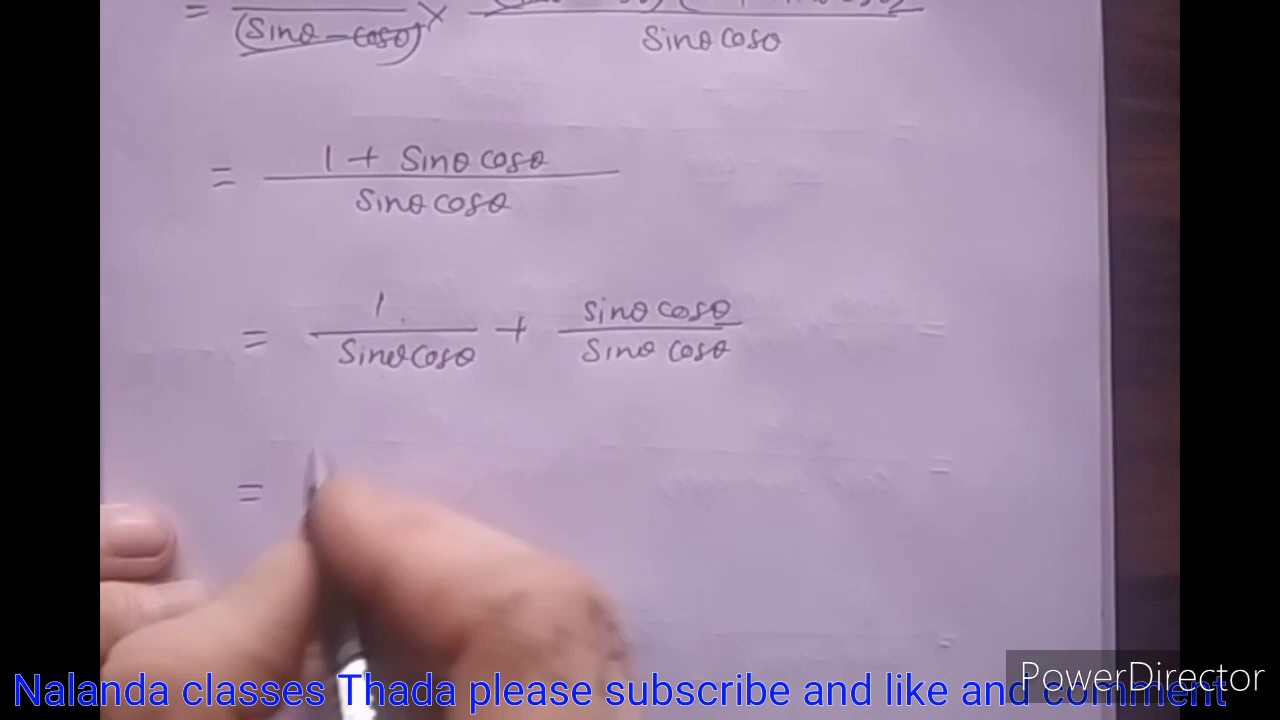 = (Sinθ - cosθ) × Sinθ cosθ
= 1 + Sinθ cosθ
Sinθ cosθ
= 1 + Sinθ cosθ
Sinθ cosθ Sinθ cosθ
=
Nalanda classes Thada please subscribe and like and comment
PowerDirector